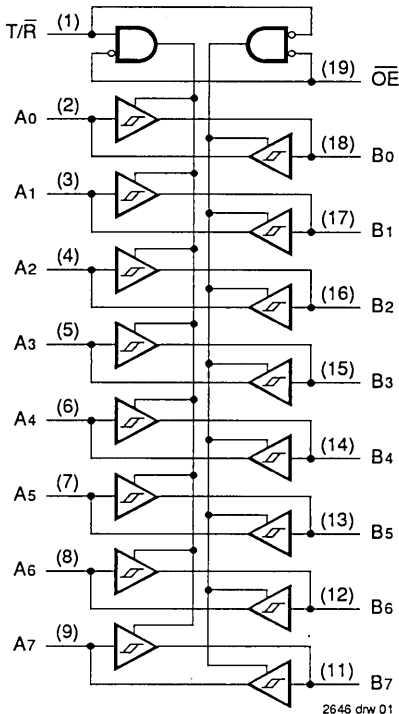 T/R̅ (1)
(19) O̅E̅
A0 (2)
(18) B0
A1 (3)
(17) B1
A2 (4)
(16) B2
A3 (5)
(15) B3
A4 (6)
(14) B4
A5 (7)
(13) B5
A6 (8)
(12) B6
A7 (9)
(11) B7
2646 drw 01